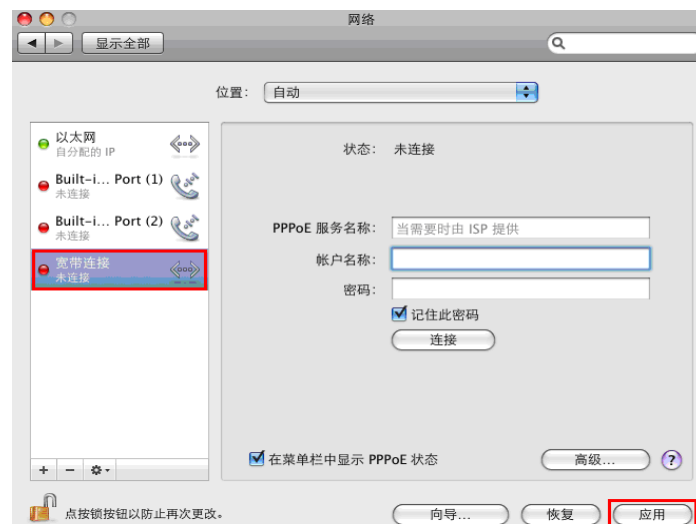 网络
显示全部
位置： 自动
以太网
自分配的 IP
Built-i... Port (1)
未连接
Built-i... Port (2)
未连接
宽带连接
未连接
状态： 未连接
PPPoE 服务名称： 当需要时由 ISP 提供
帐户名称：
密码：
记住此密码
连接
在菜单栏中显示 PPPoE 状态
高级... ?
点按锁按钮以防止再次更改。
向导... 恢复 应用